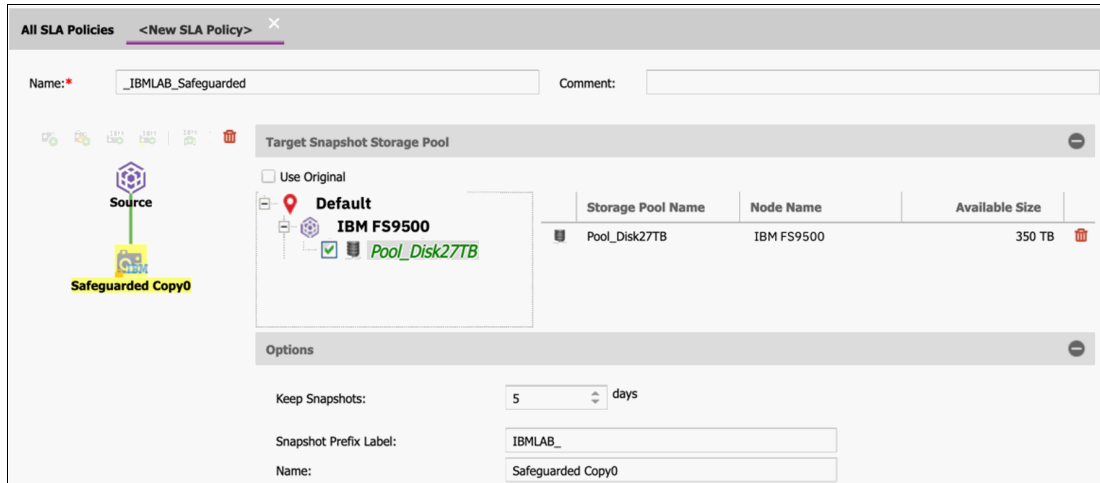 All SLA Policies <New SLA Policy>
Name:* _IBMLAB_Safeguarded Comment:
Target Snapshot Storage Pool
Use Original
Source
Default
IBM FS9500
Pool_Disk27TB
Storage Pool Name Node Name Available Size
Pool_Disk27TB IBM FS9500 350 TB
IBM
Safeguarded Copy0
Options
Keep Snapshots: 5 days
Snapshot Prefix Label: IBMLAB_
Name: Safeguarded Copy0